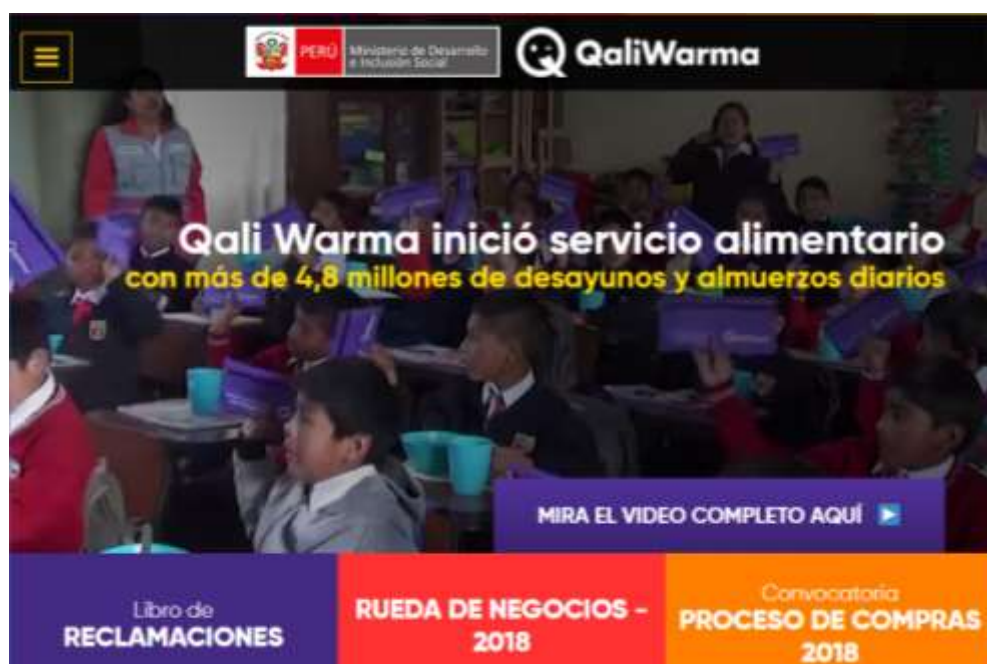 PERÚ
Ministerio de Desarrollo
e Inclusión Social
QaliWarma
Qali Warma inició servicio alimentario
con más de 4,8 millones de desayunos y almuerzos diarios
MIRA EL VIDEO COMPLETO AQUÍ
Libro de
RECLAMACIONES
RUEDA DE NEGOCIOS -
2018
Convocatoria
PROCESO DE COMPRAS
2018